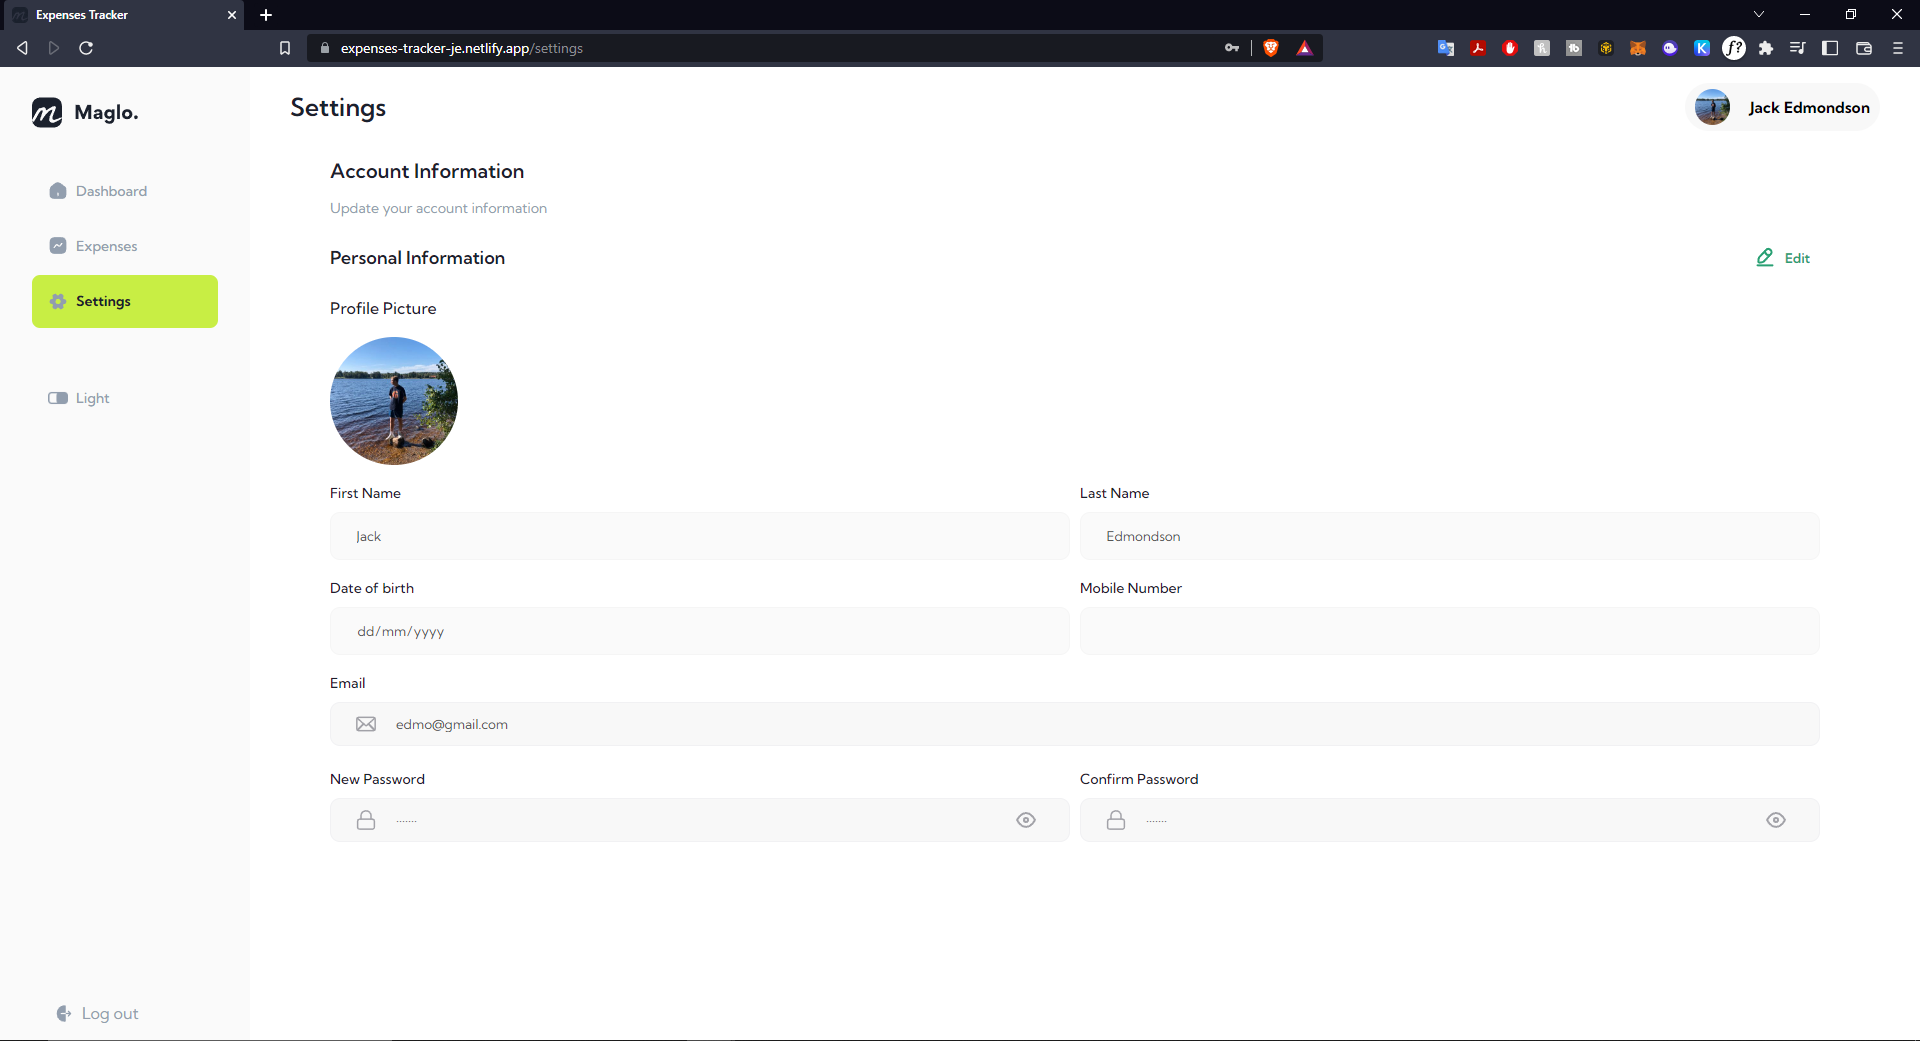 Expenses Tracker
expenses-tracker-je.netlify.app/settings
Maglo.
Settings
Jack Edmondson
Dashboard
Expenses
Settings
Light
Log out
Account Information
Update your account information
Personal Information
Edit
Profile Picture
First Name
Last Name
Jack
Edmondson
Date of birth
Mobile Number
dd/mm/yyyy
Email
edmo@gmail.com
New Password
Confirm Password
.......
.......